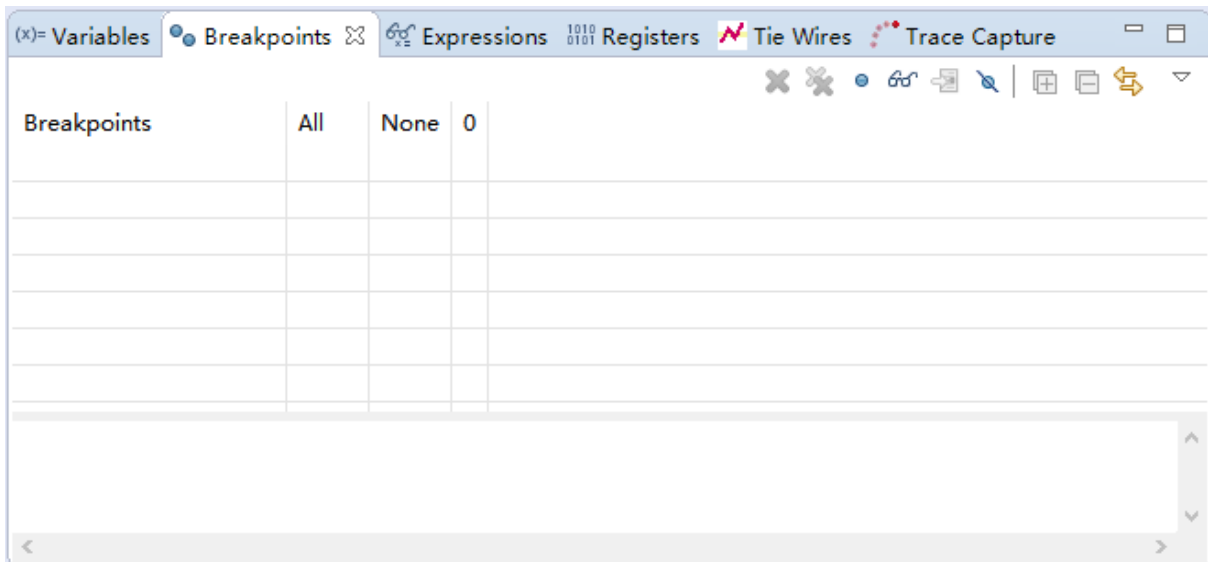 (x)= Variables Breakpoints Expressions 1010 0101 Registers Tie Wires Trace Capture
Breakpoints All None 0